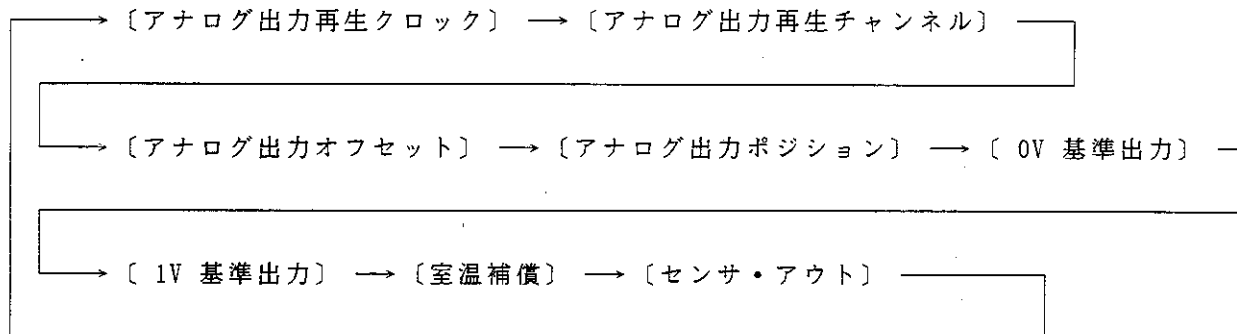 →〔アナログ出力再生クロック〕→〔アナログ出力再生チャンネル〕
→〔アナログ出力オフセット〕→〔アナログ出力ポジション〕→〔 0V 基準出力〕
→〔 1V 基準出力〕→〔室温補償〕→〔センサ・アウト〕